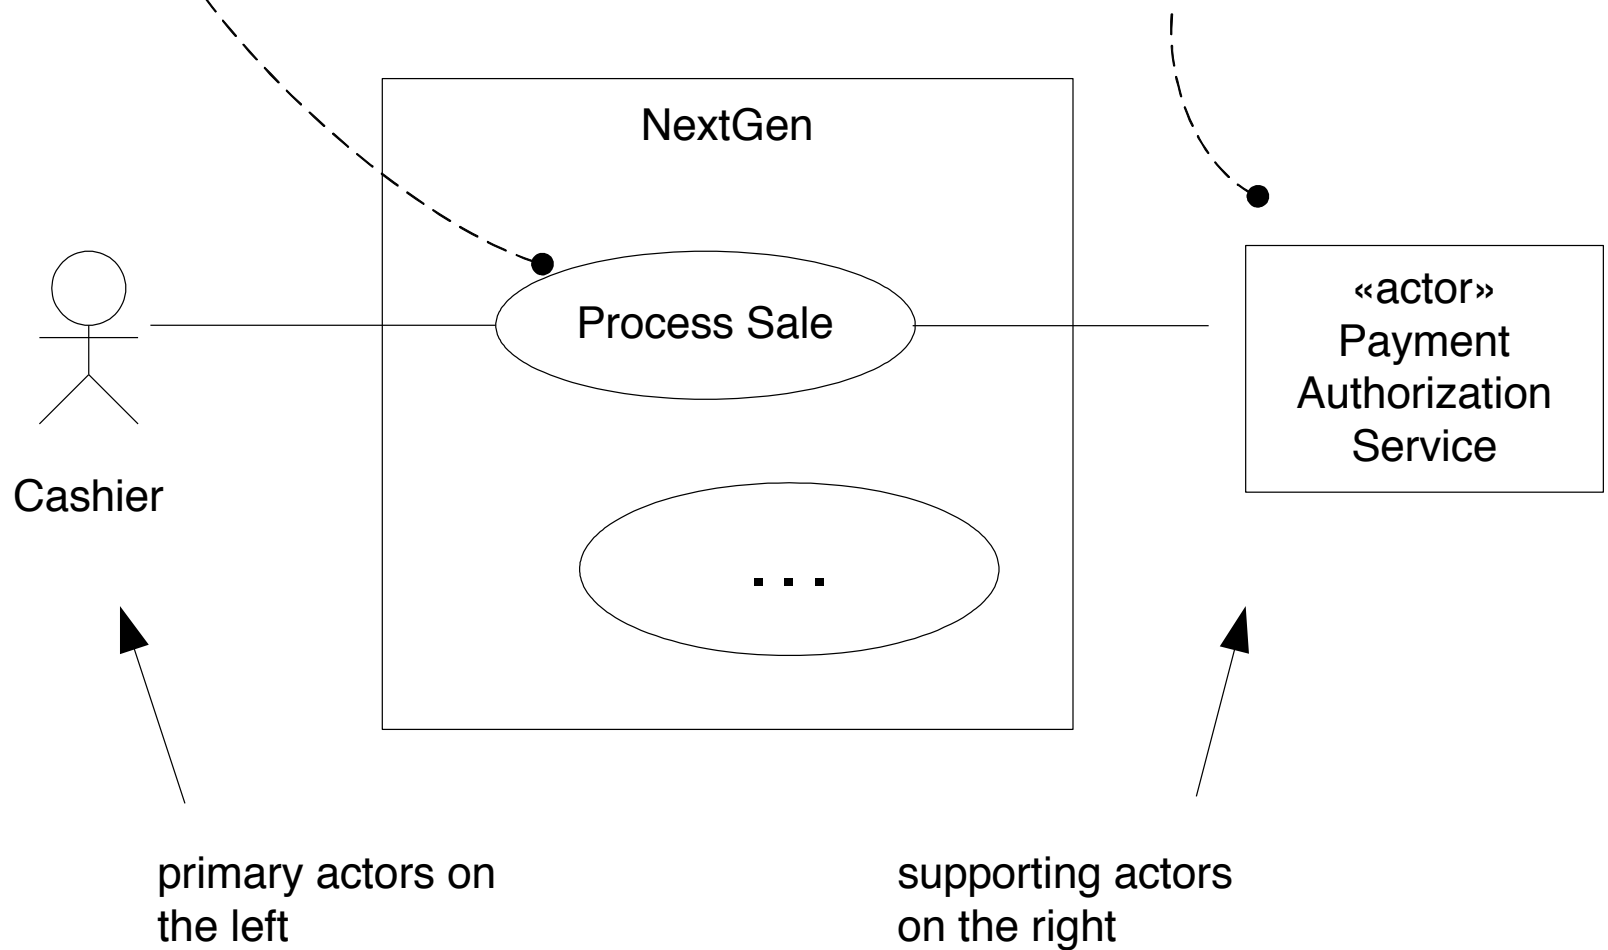 NextGen
Process Sale
«actor»
Payment
Authorization
Service
Cashier
. . .
primary actors on
the left
supporting actors
on the right